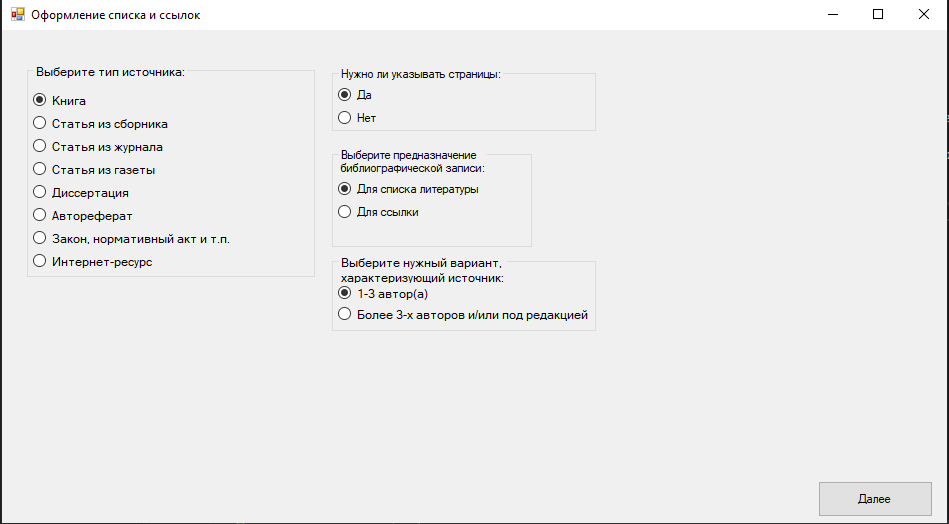 Оформление списка и ссылок
Выберите тип источника:
Книга
Статья из сборника
Статья из журнала
Статья из газеты
Диссертация
Автореферат
Закон, нормативный акт и т.п.
Интернет-ресурс
Нужно ли указывать страницы:
Да
Нет
Выберите предназначение
библиографической записи:
Для списка литературы
Для ссылки
Выберите нужный вариант,
характеризующий источник:
1-3 автор(а)
Более 3-х авторов и/или под редакцией
Далее